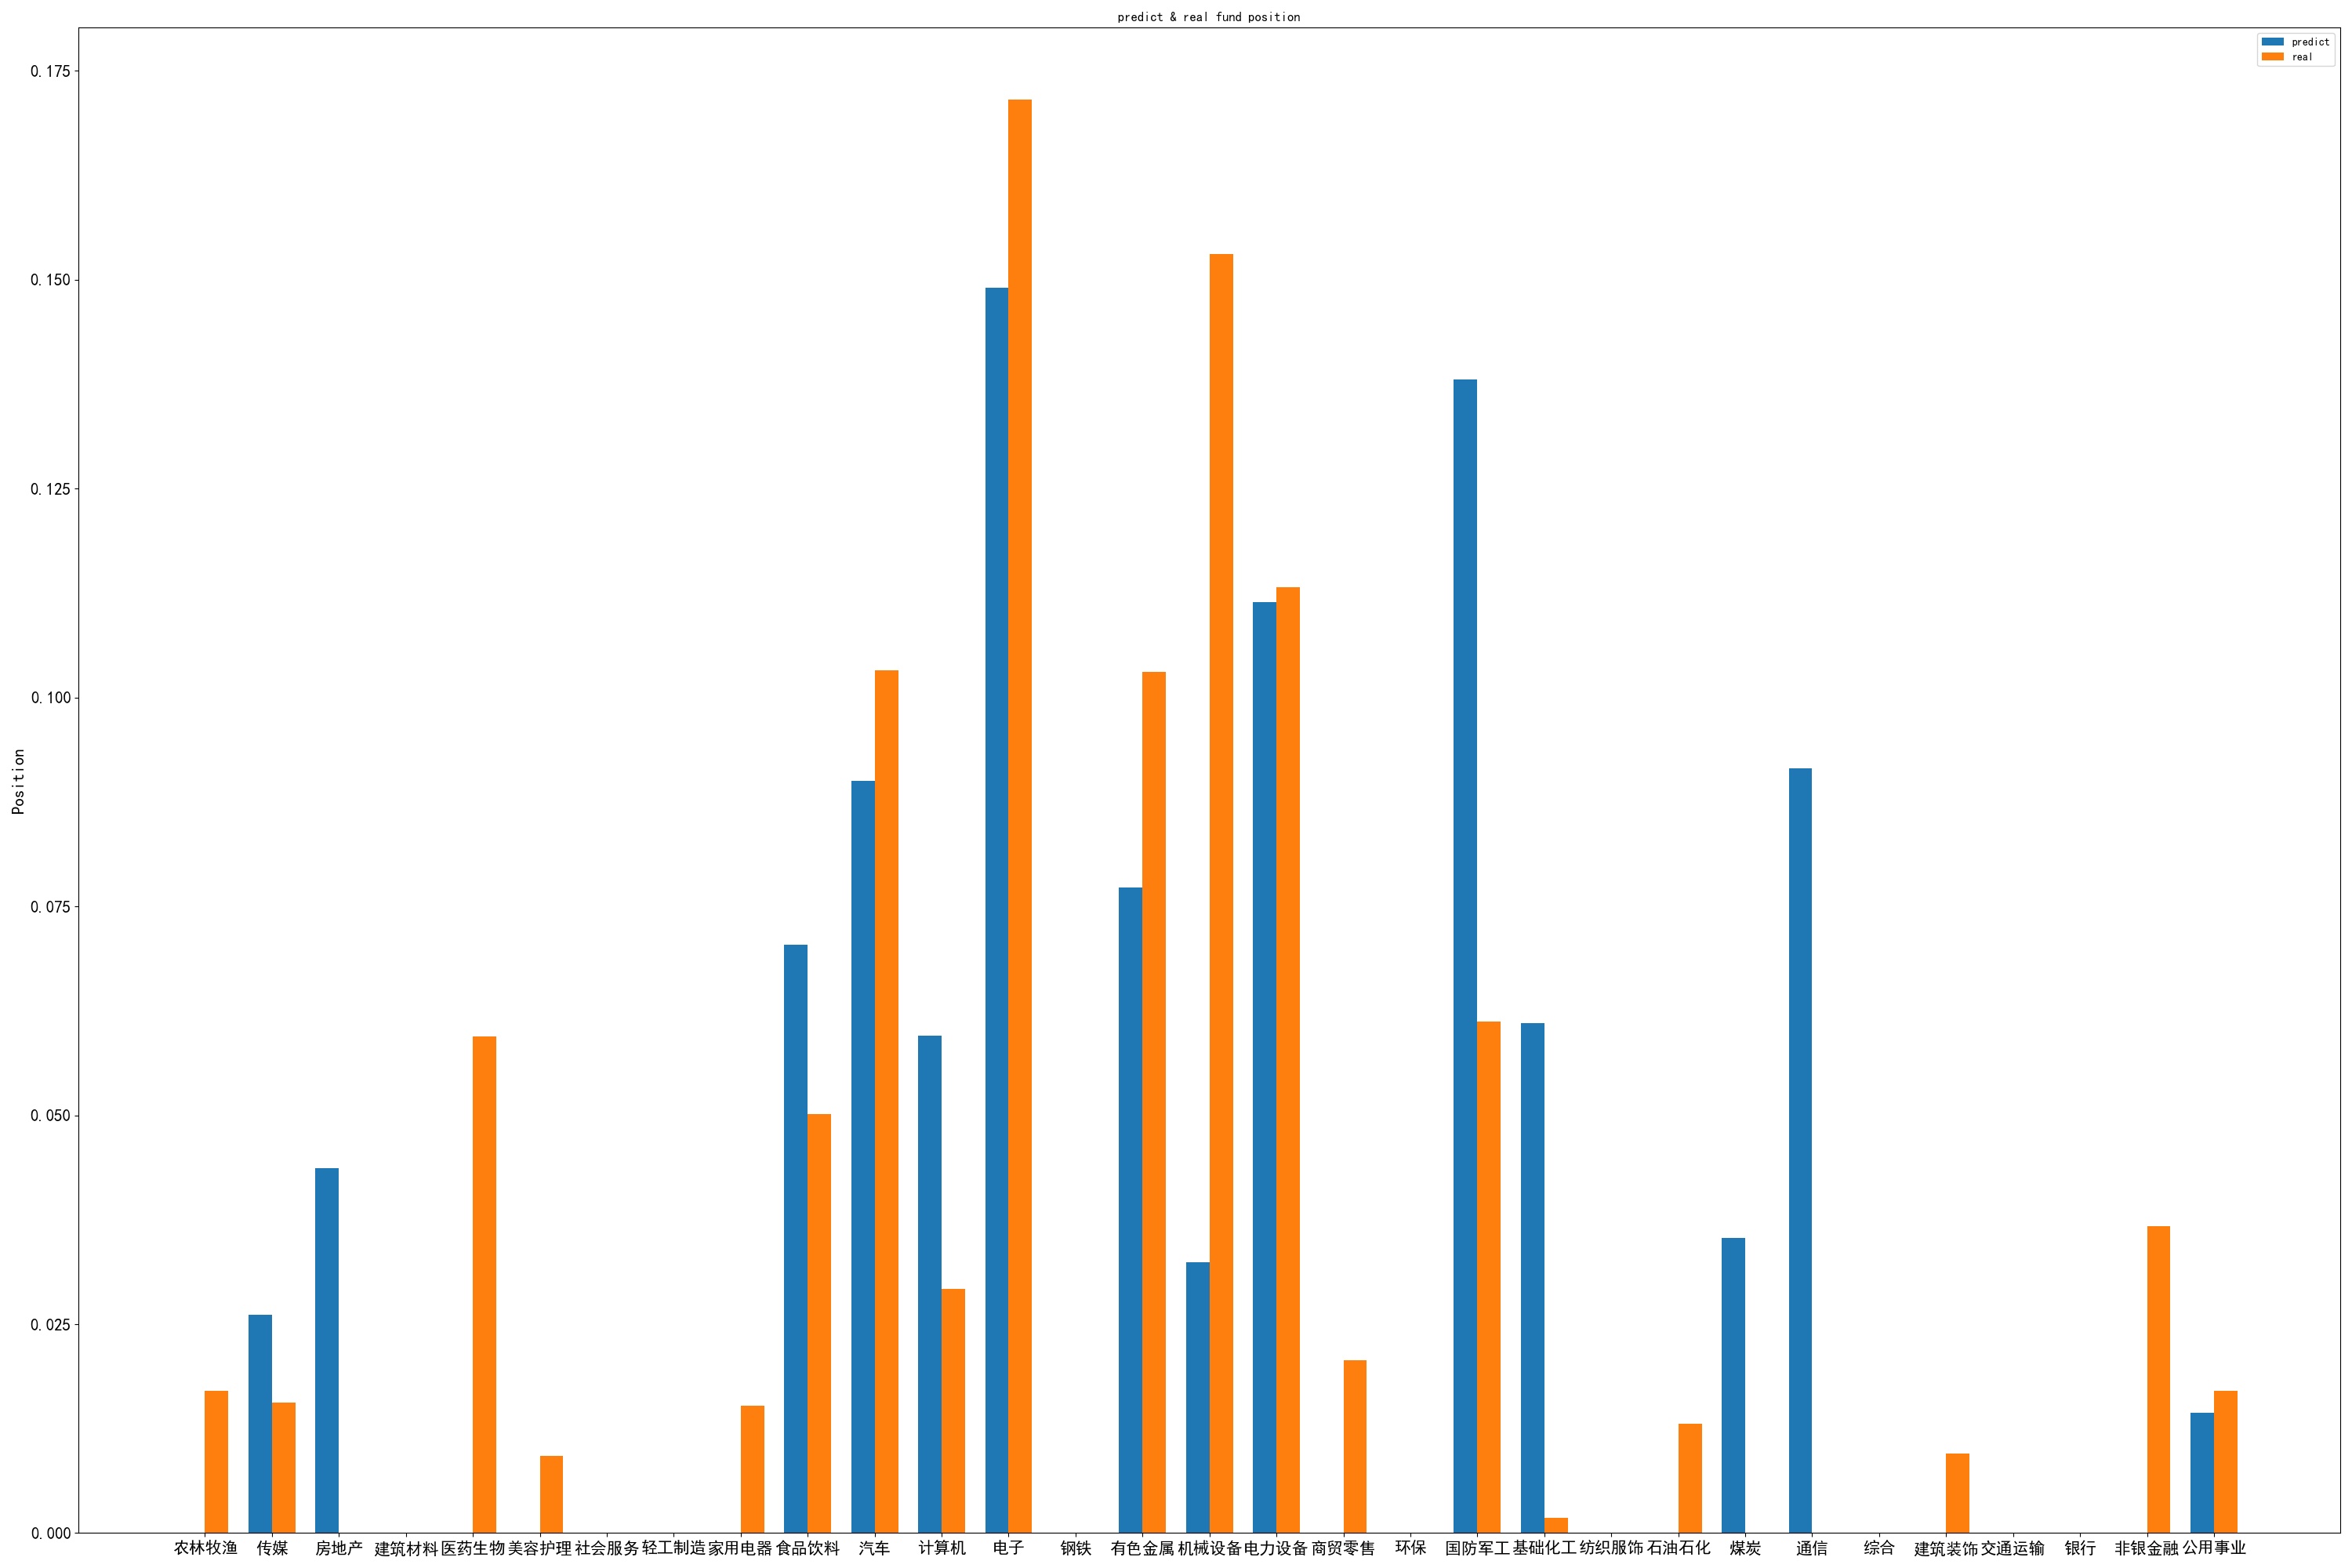 predict & real fund position
predict
real
Position
0.175
0.150
0.125
0.100
0.075
0.050
0.025
0.000
农林牧渔 传媒 房地产 建筑材料 医药生物 美容护理 社会服务 轻工制造 家用电器 食品饮料 汽车 计算机 电子 钢铁 有色金属 机械设备 电力设备 商贸零售 环保 国防军工 基础化工 纺织服饰 石油石化 煤炭 通信 综合 建筑装饰 交通运输 银行 非银金融 公用事业